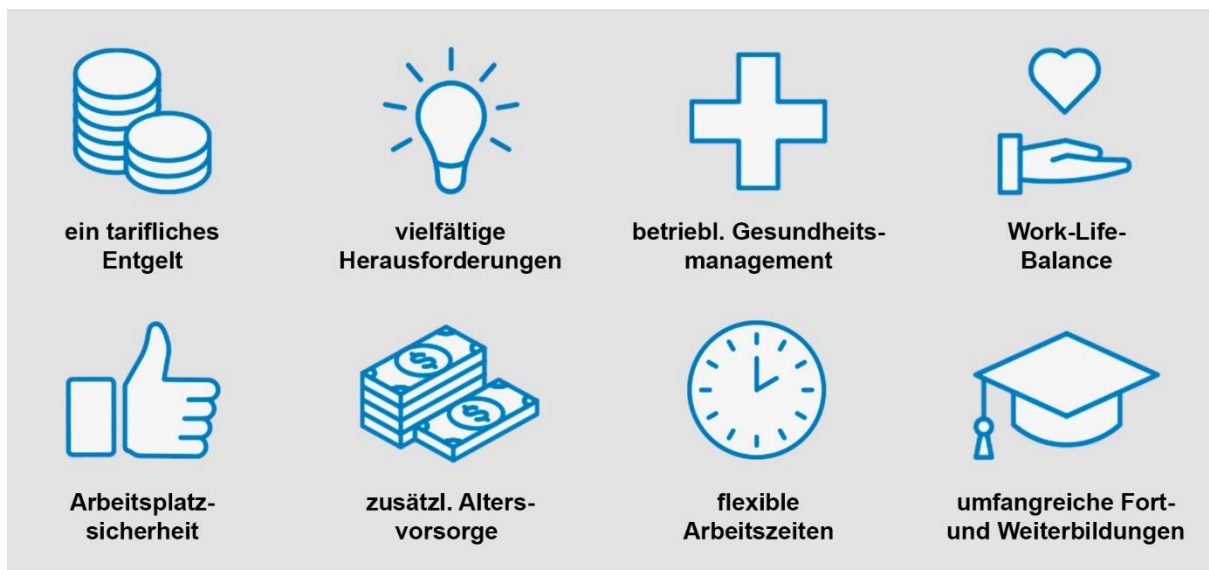 ein tarifliches
Entgelt
vielfältige
Herausforderungen
betriebl. Gesundheits-
management
Work-Life-
Balance
Arbeitsplatz-
sicherheit
zusätzl. Alters-
vorsorge
flexible
Arbeitszeiten
umfangreiche Fort-
und Weiterbildungen